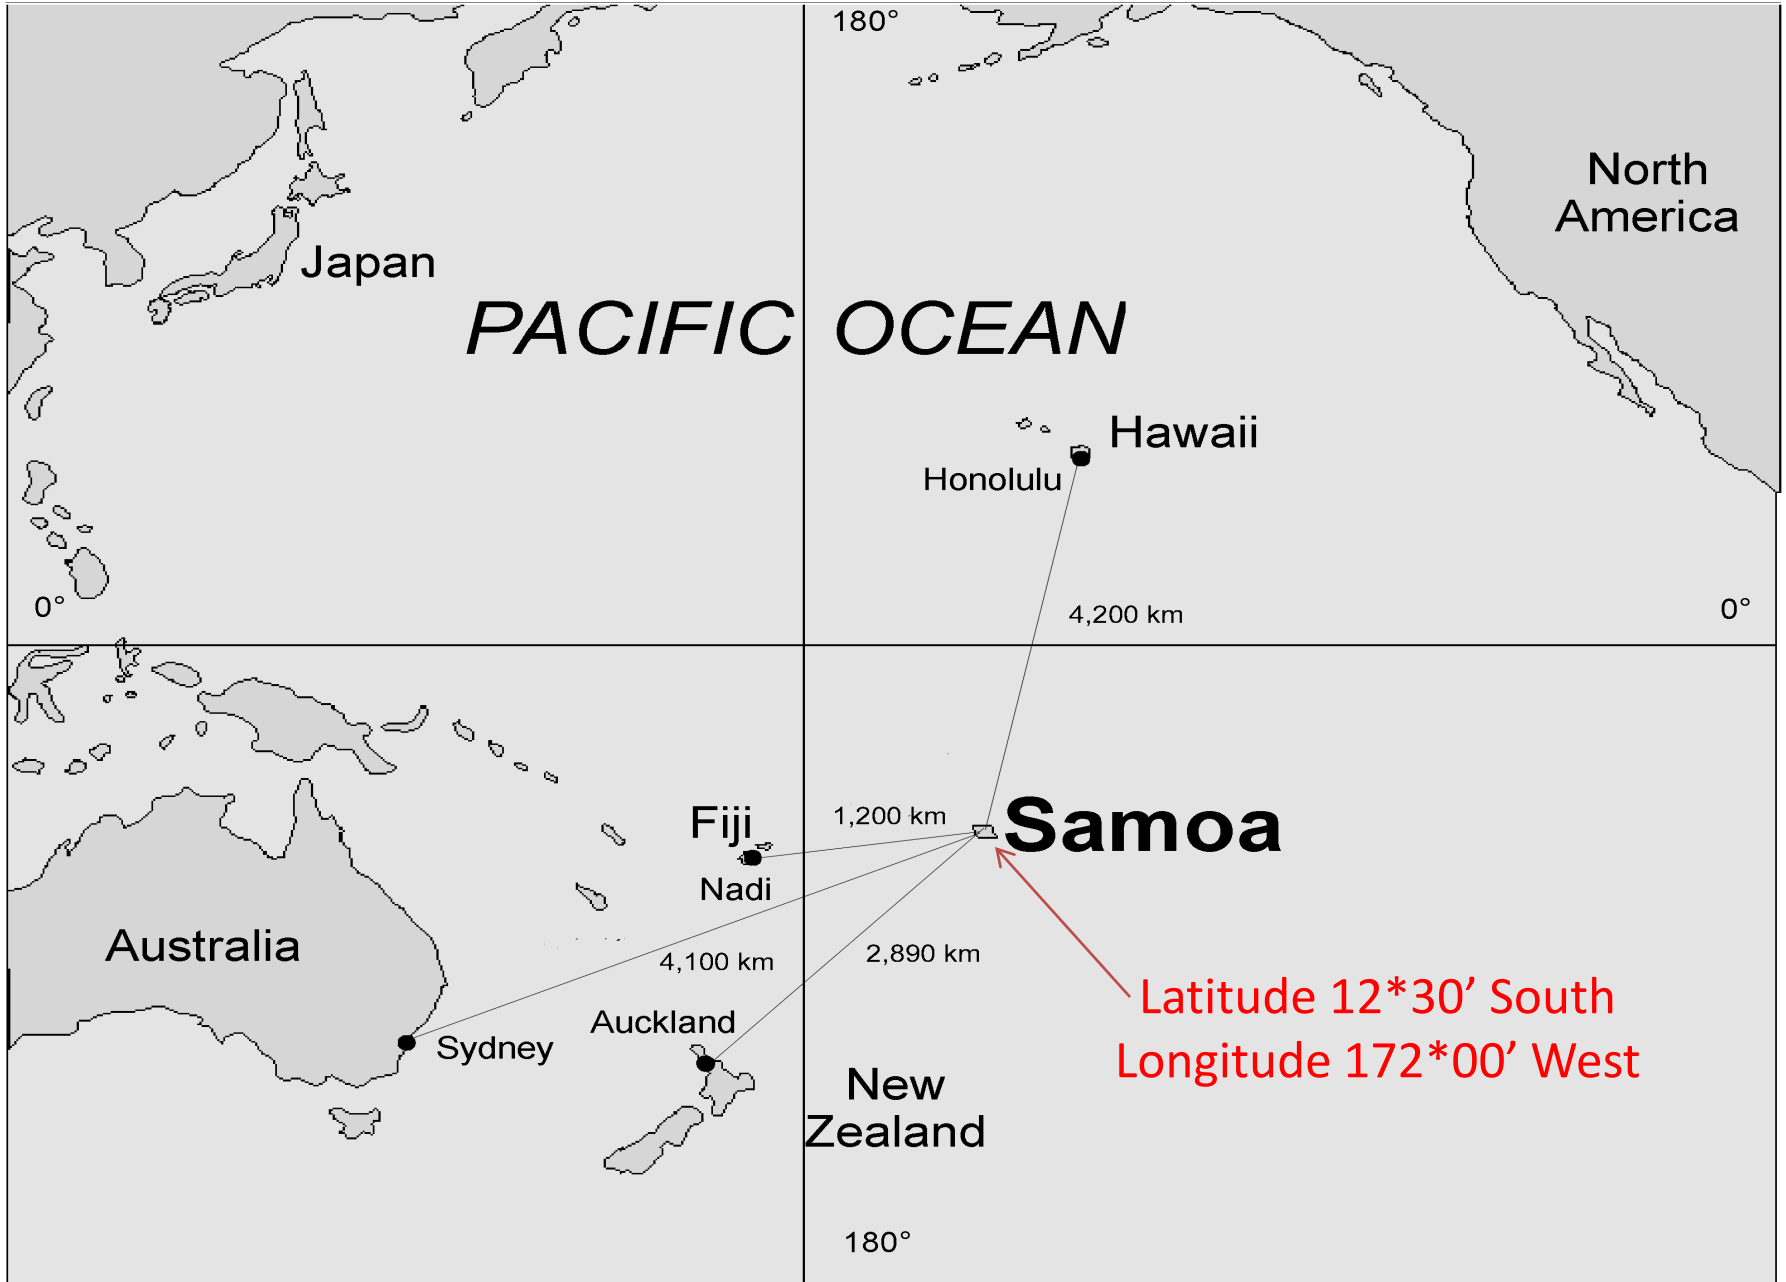 180°
North
America
Japan
PACIFIC OCEAN
Hawaii
Honolulu
0°
4,200 km
0°
Fiji
1,200 km
Samoa
Nadi
Australia
4,100 km
2,890 km
Latitude 12*30’ South
Auckland
Sydney
Longitude 172*00’ West
New
Zealand
180°